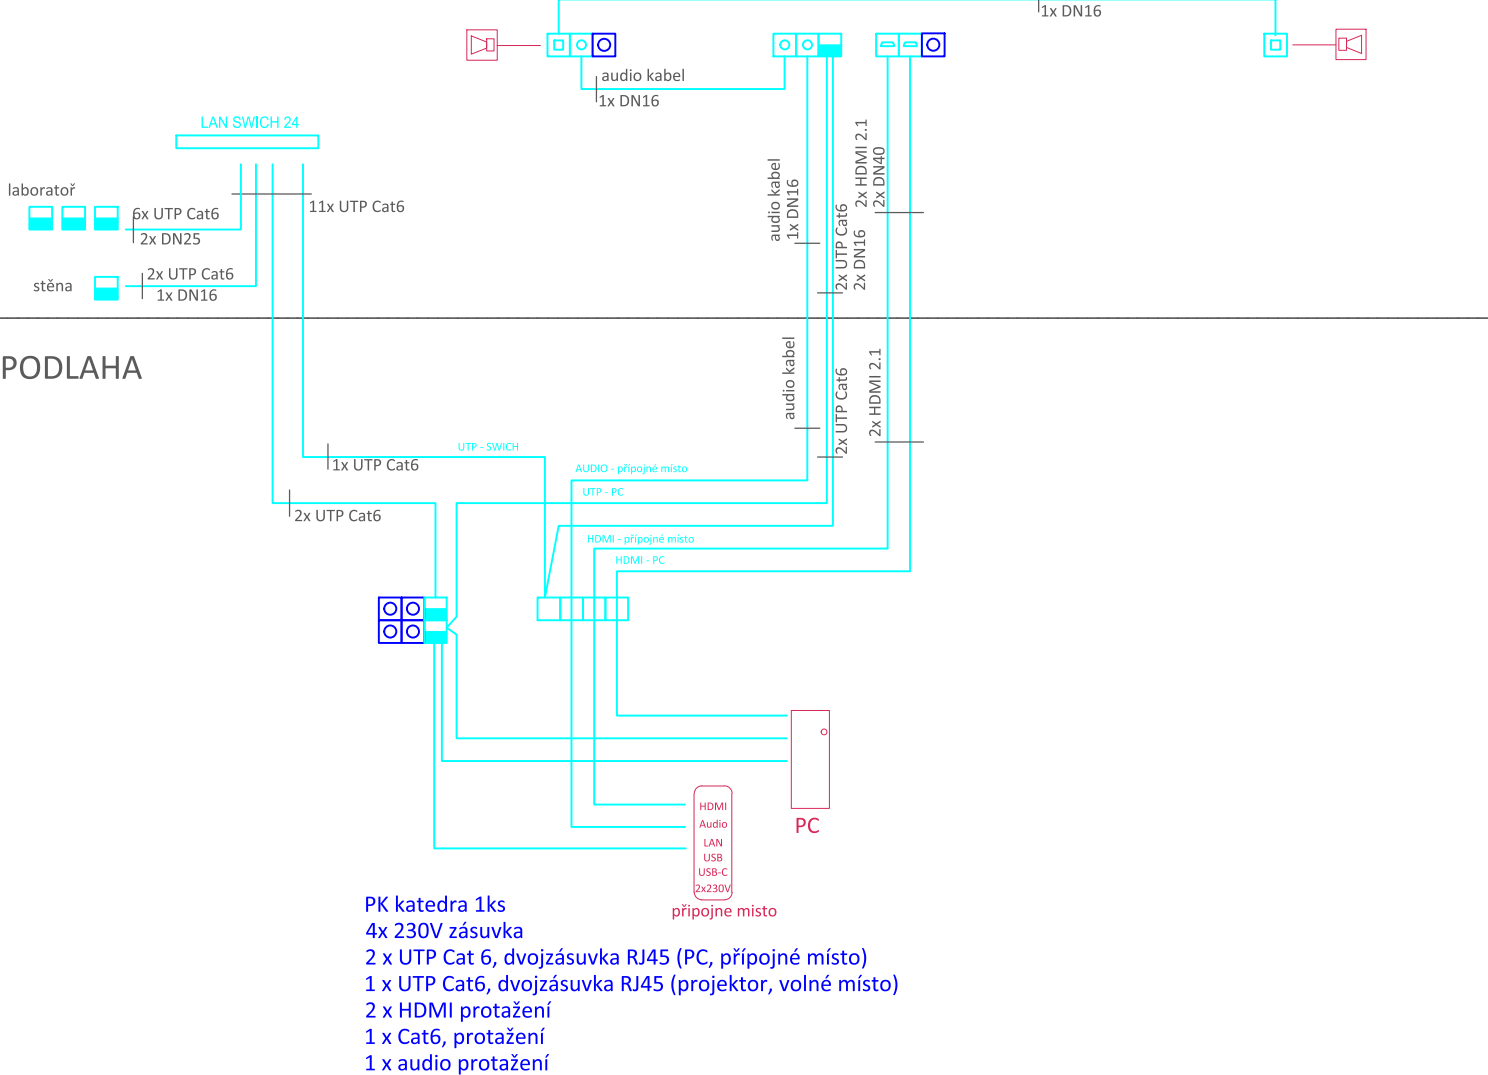 1x DN16
audio kabel
1x DN16
LAN SWICH 24
laboratoř
6x UTP Cat6
2x DN25
11x UTP Cat6
stěna
2x UTP Cat6
1x DN16
audio kabel
1x DN16
2x UTP Cat6
2x DN16
2x HDMI 2.1
2x DN40
PODLAHA
audio kabel
2x UTP Cat6
2x HDMI 2.1
UTP - SWICH
1x UTP Cat6
AUDIO - přípojné místo
UTP - PC
2x UTP Cat6
HDMI - přípojné místo
HDMI - PC
PC
HDMI
Audio
LAN
USB
USB-C
2x230V
připojne misto
PK katedra 1ks
4x 230V zásuvka
2 x UTP Cat 6, dvojzásuvka RJ45 (PC, přípojné místo)
1 x UTP Cat6, dvojzásuvka RJ45 (projektor, volné místo)
2 x HDMI protažení
1 x Cat6, protažení
1 x audio protažení